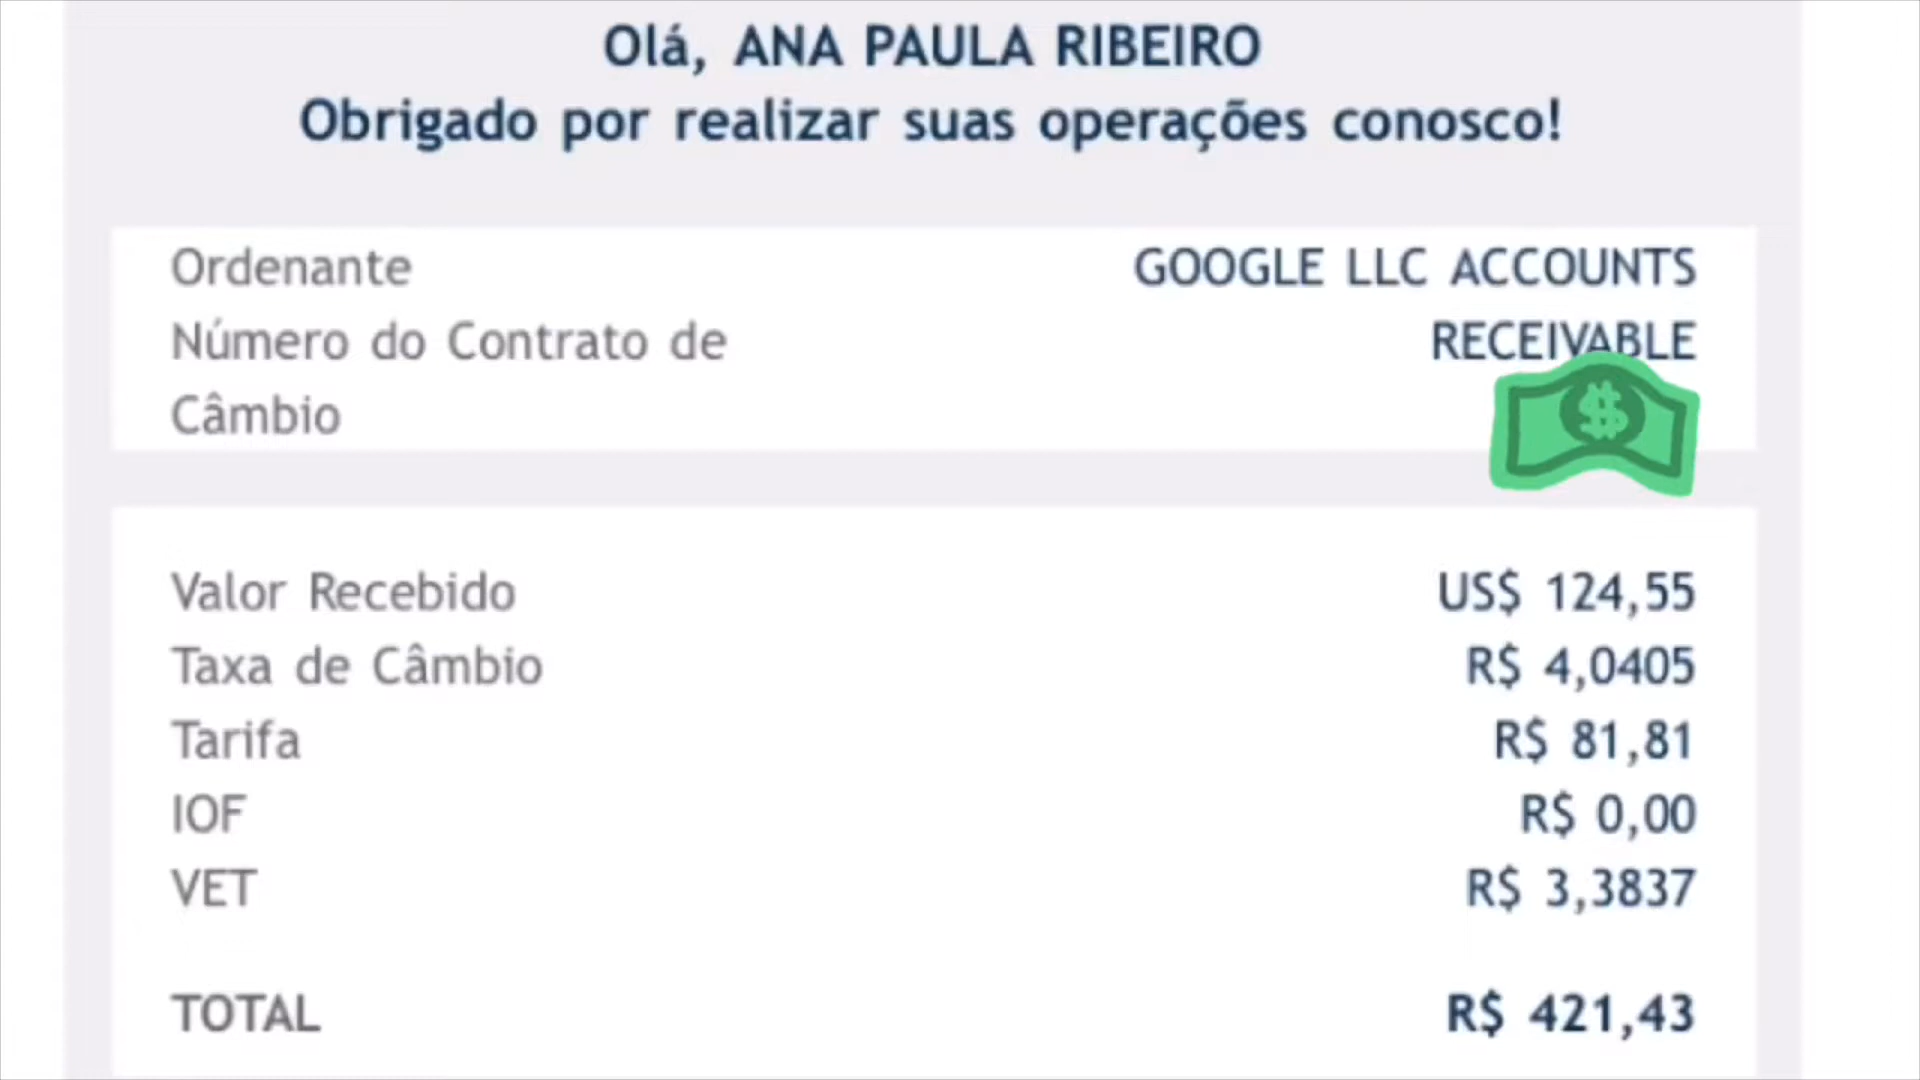 Olá, ANA PAULA RIBEIRO
Obrigado por realizar suas operações conosco!
Ordenante GOOGLE LLC ACCOUNTS
Número do Contrato de RECEIVABLE
Câmbio $
Valor Recebido US$ 124,55
Taxa de Câmbio R$ 4,0405
Tarifa R$ 81,81
IOF R$ 0,00
VET R$ 3,3837
TOTAL R$ 421,43